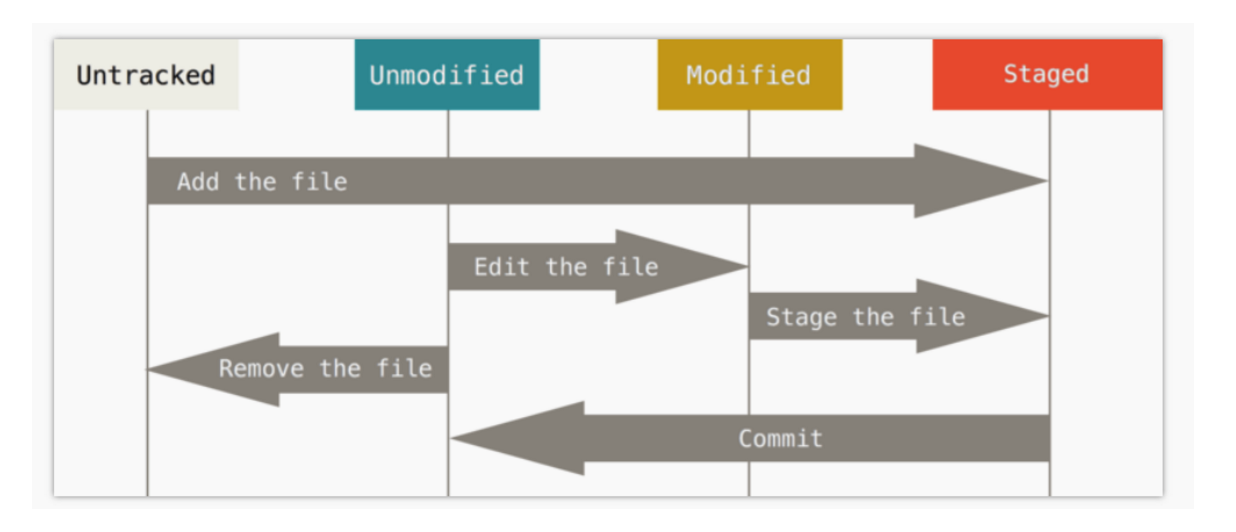 Untracked
Unmodified
Modified
Staged
Add the file
Edit the file
Stage the file
Remove the file
Commit